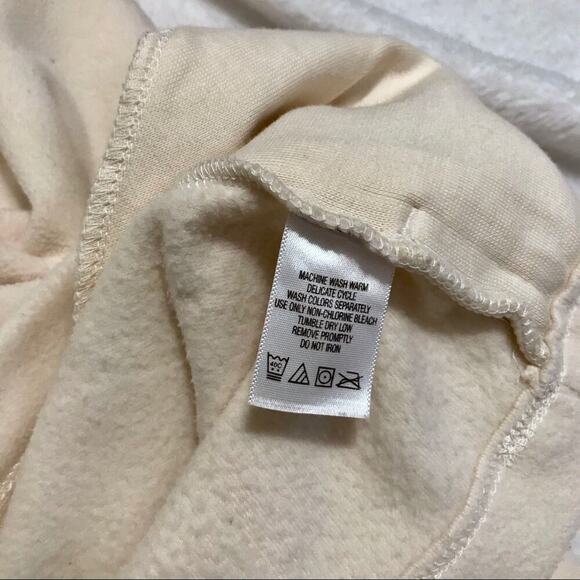 MACHINE WASH WARM
DELICATE CYCLE
WASH COLORS SEPARATELY
USE ONLY NON-CHLORINE BLEACH
TUMBLE DRY LOW
REMOVE PROMPTLY
DO NOT IRON
40C